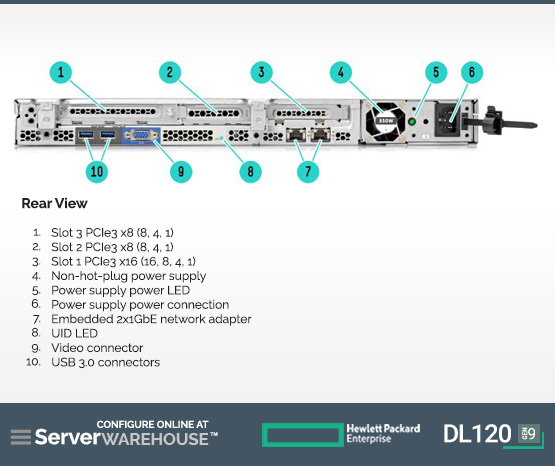 1 2 3 4 5 6
550W
10 9 8 7
Rear View
1. Slot 3 PCIe3 x8 (8, 4, 1)
2. Slot 2 PCIe3 x8 (8, 4, 1)
3. Slot 1 PCIe3 x16 (16, 8, 4, 1)
4. Non-hot-plug power supply
5. Power supply power LED
6. Power supply power connection
7. Embedded 2x1GbE network adapter
8. UID LED
9. Video connector
10. USB 3.0 connectors
CONFIGURE ONLINE AT
ServerWAREHOUSE™
Hewlett Packard
Enterprise
DL120 GEN 9